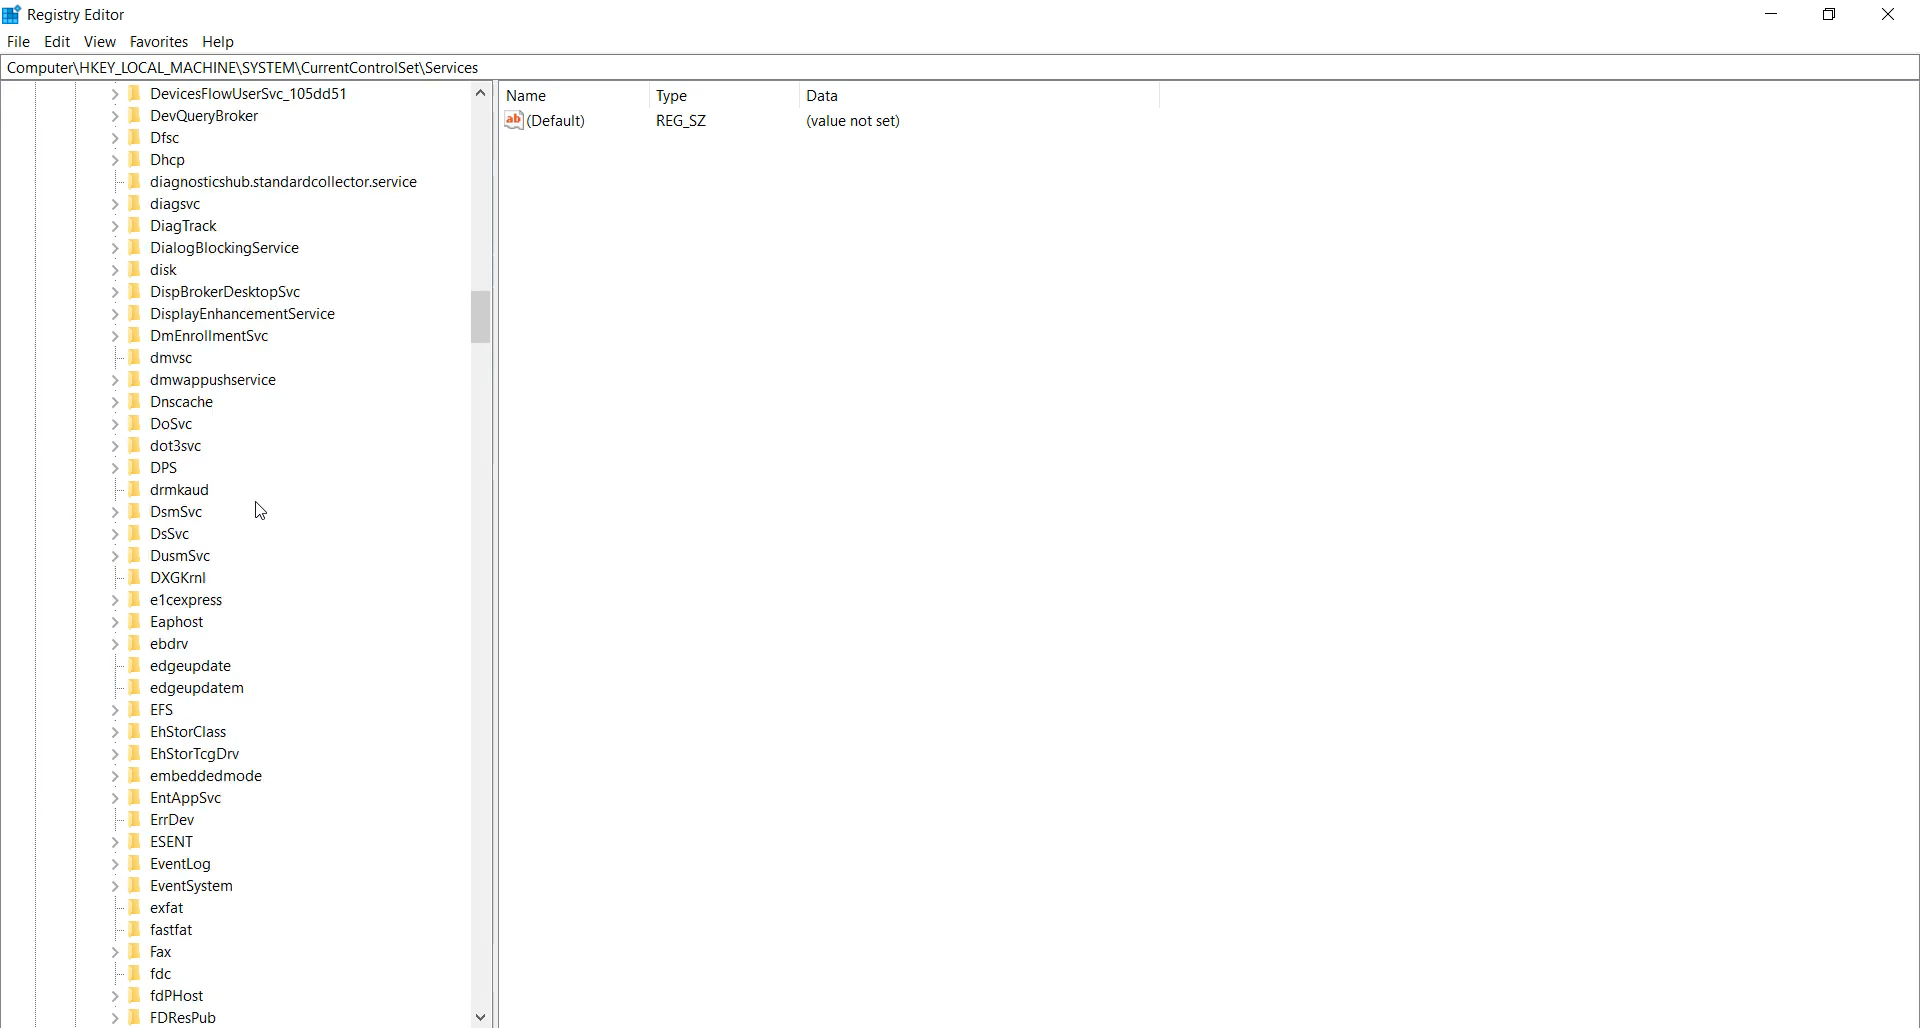 Registry Editor
File Edit View Favorites Help
Computer\HKEY_LOCAL_MACHINE\SYSTEM\CurrentControlSet\Services
DevicesFlowUserSvc_105dd51
DevQueryBroker
Dfsc
Dhcp
diagnosticshub.standardcollector.service
diagsvc
DiagTrack
DialogBlockingService
disk
DispBrokerDesktopSvc
DisplayEnhancementService
DmEnrollmentSvc
dmvsc
dmwappushservice
Dnscache
DoSvc
dot3svc
DPS
drmkaud
DsmSvc
DsSvc
DusmSvc
DXGKrnl
e1cexpress
Eaphost
ebdrv
edgeupdate
edgeupdatem
EFS
EhStorClass
EhStorTcgDrv
embeddedmode
EntAppSvc
ErrDev
ESENT
EventLog
EventSystem
exfat
fastfat
Fax
fdc
fdPHost
FDResPub
Name Type Data
ab (Default) REG_SZ (value not set)